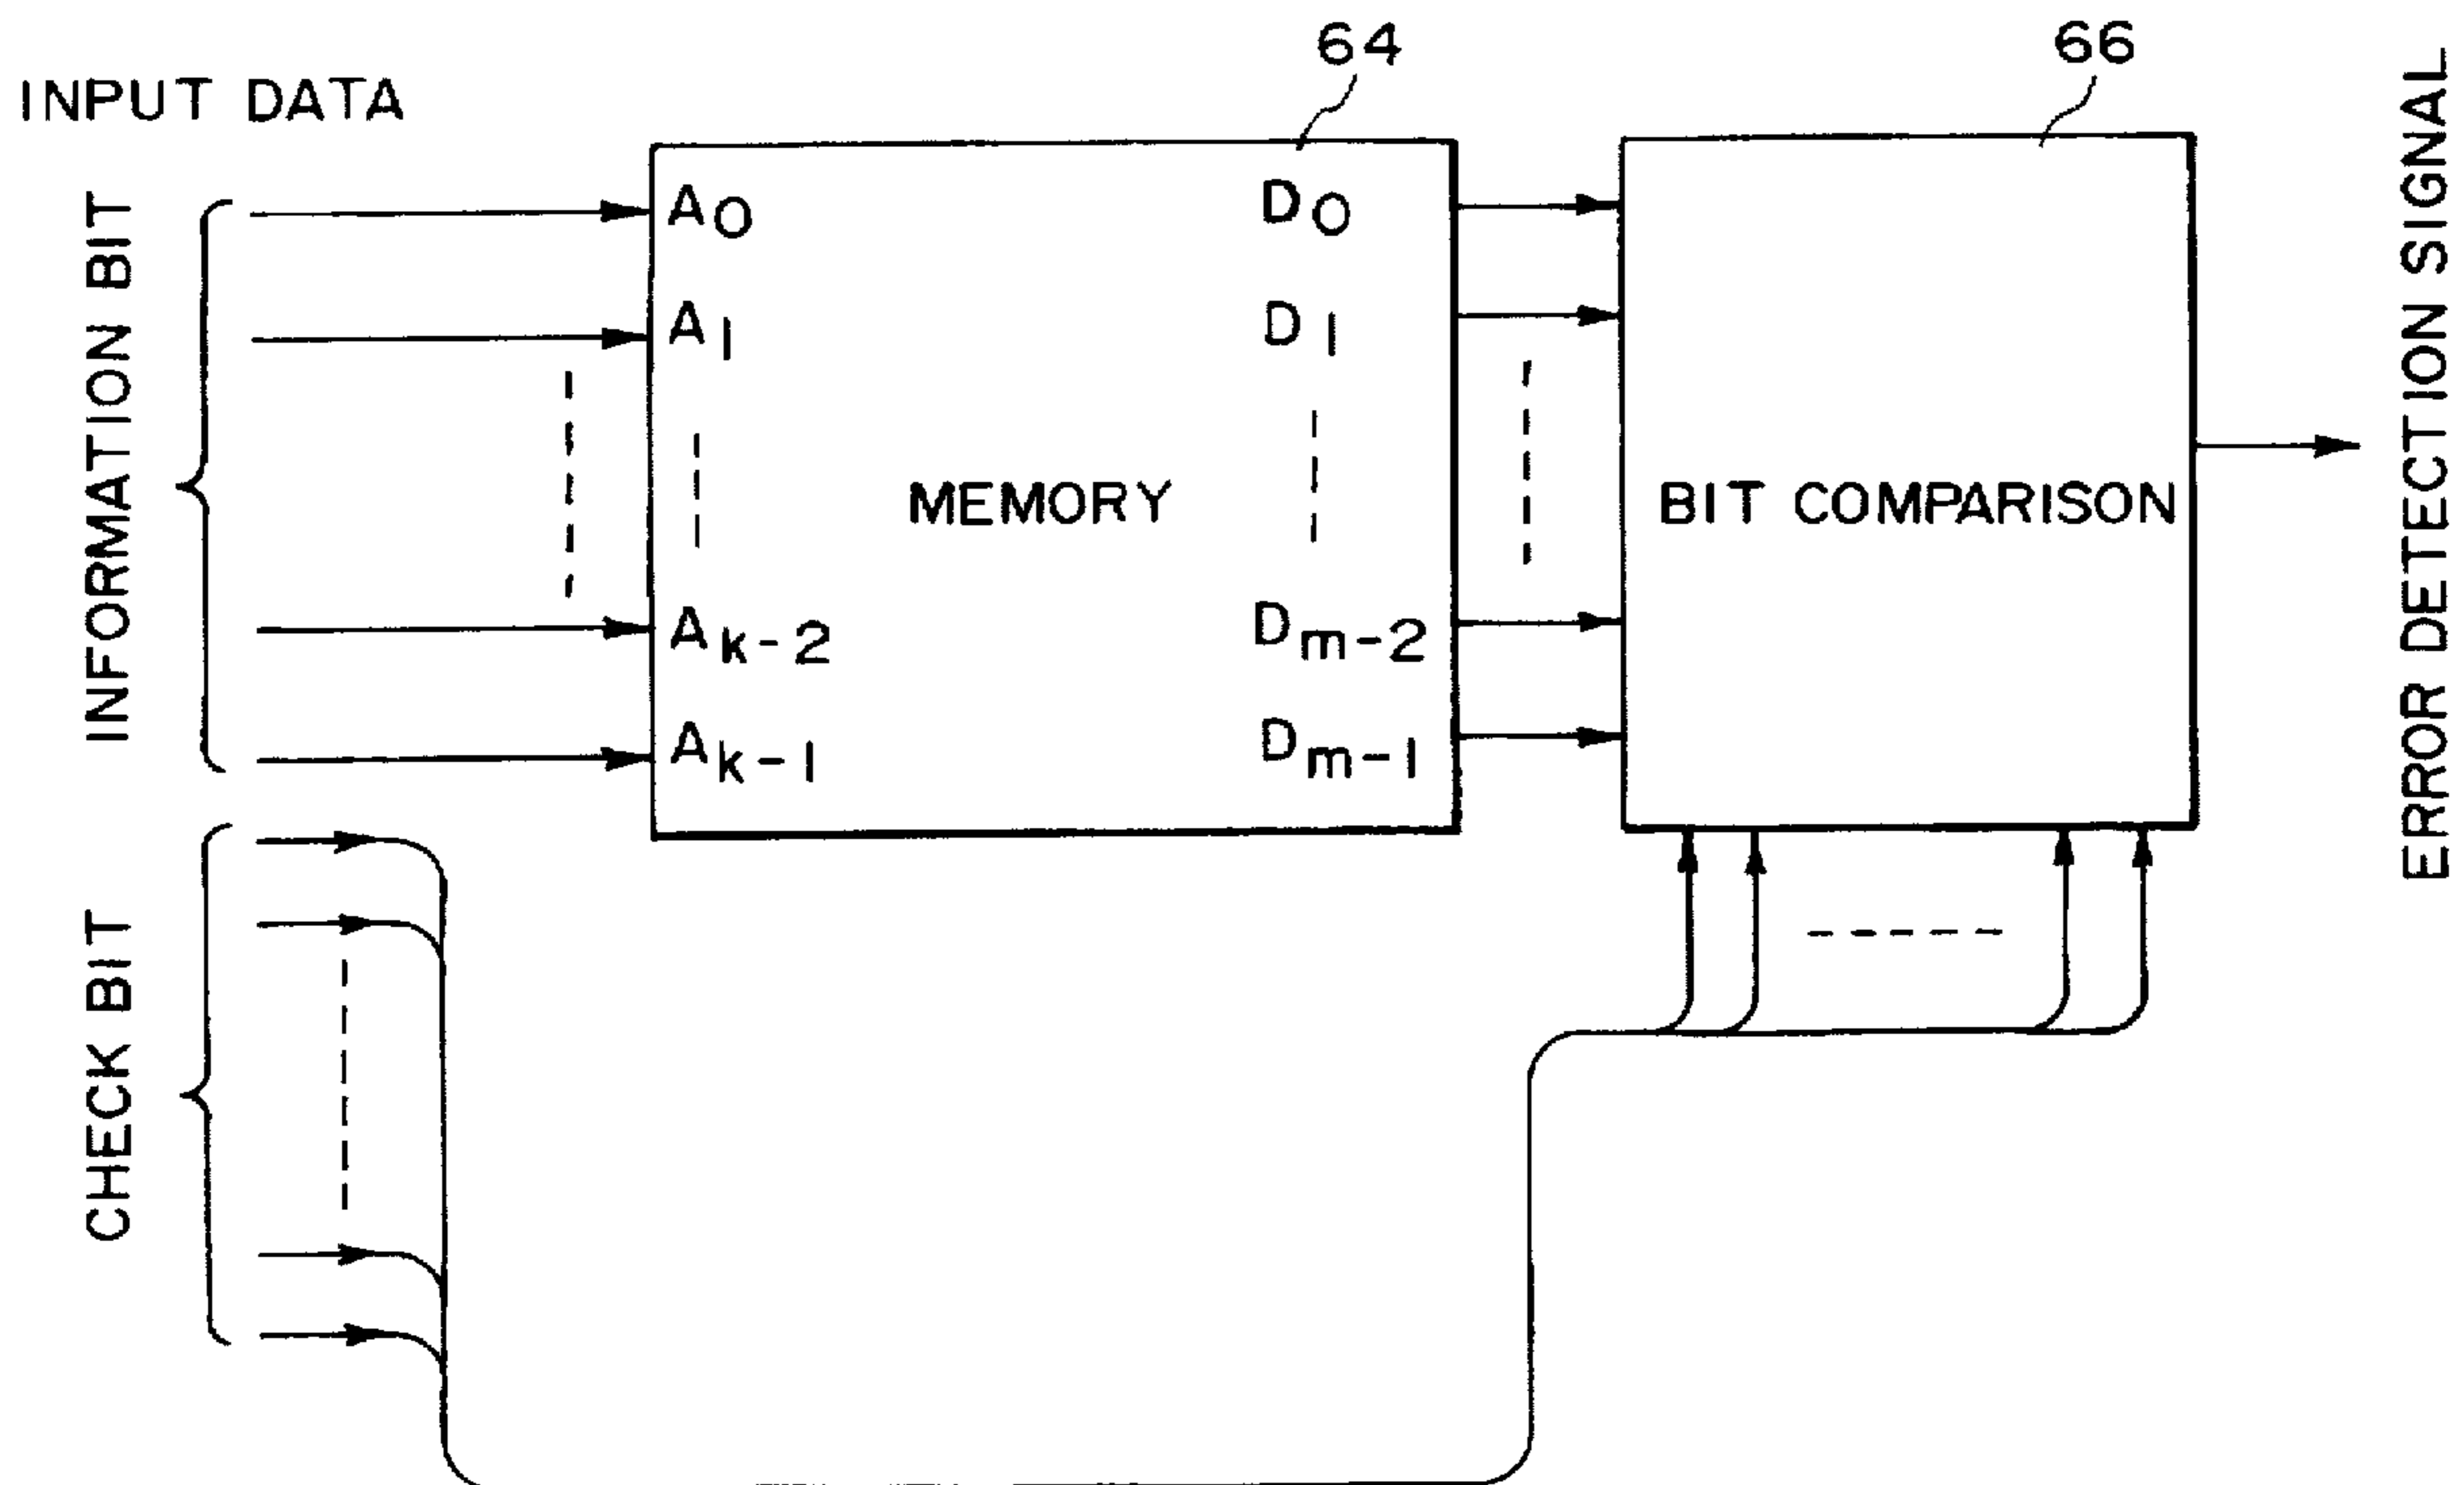 64
66
INPUT DATA
INFORMATION BIT
CHECK BIT
A0
A1
Ak-2
Ak-1
MEMORY
D0
D1
Dm-2
Dm-1
BIT COMPARISON
ERROR DETECTION SIGNAL